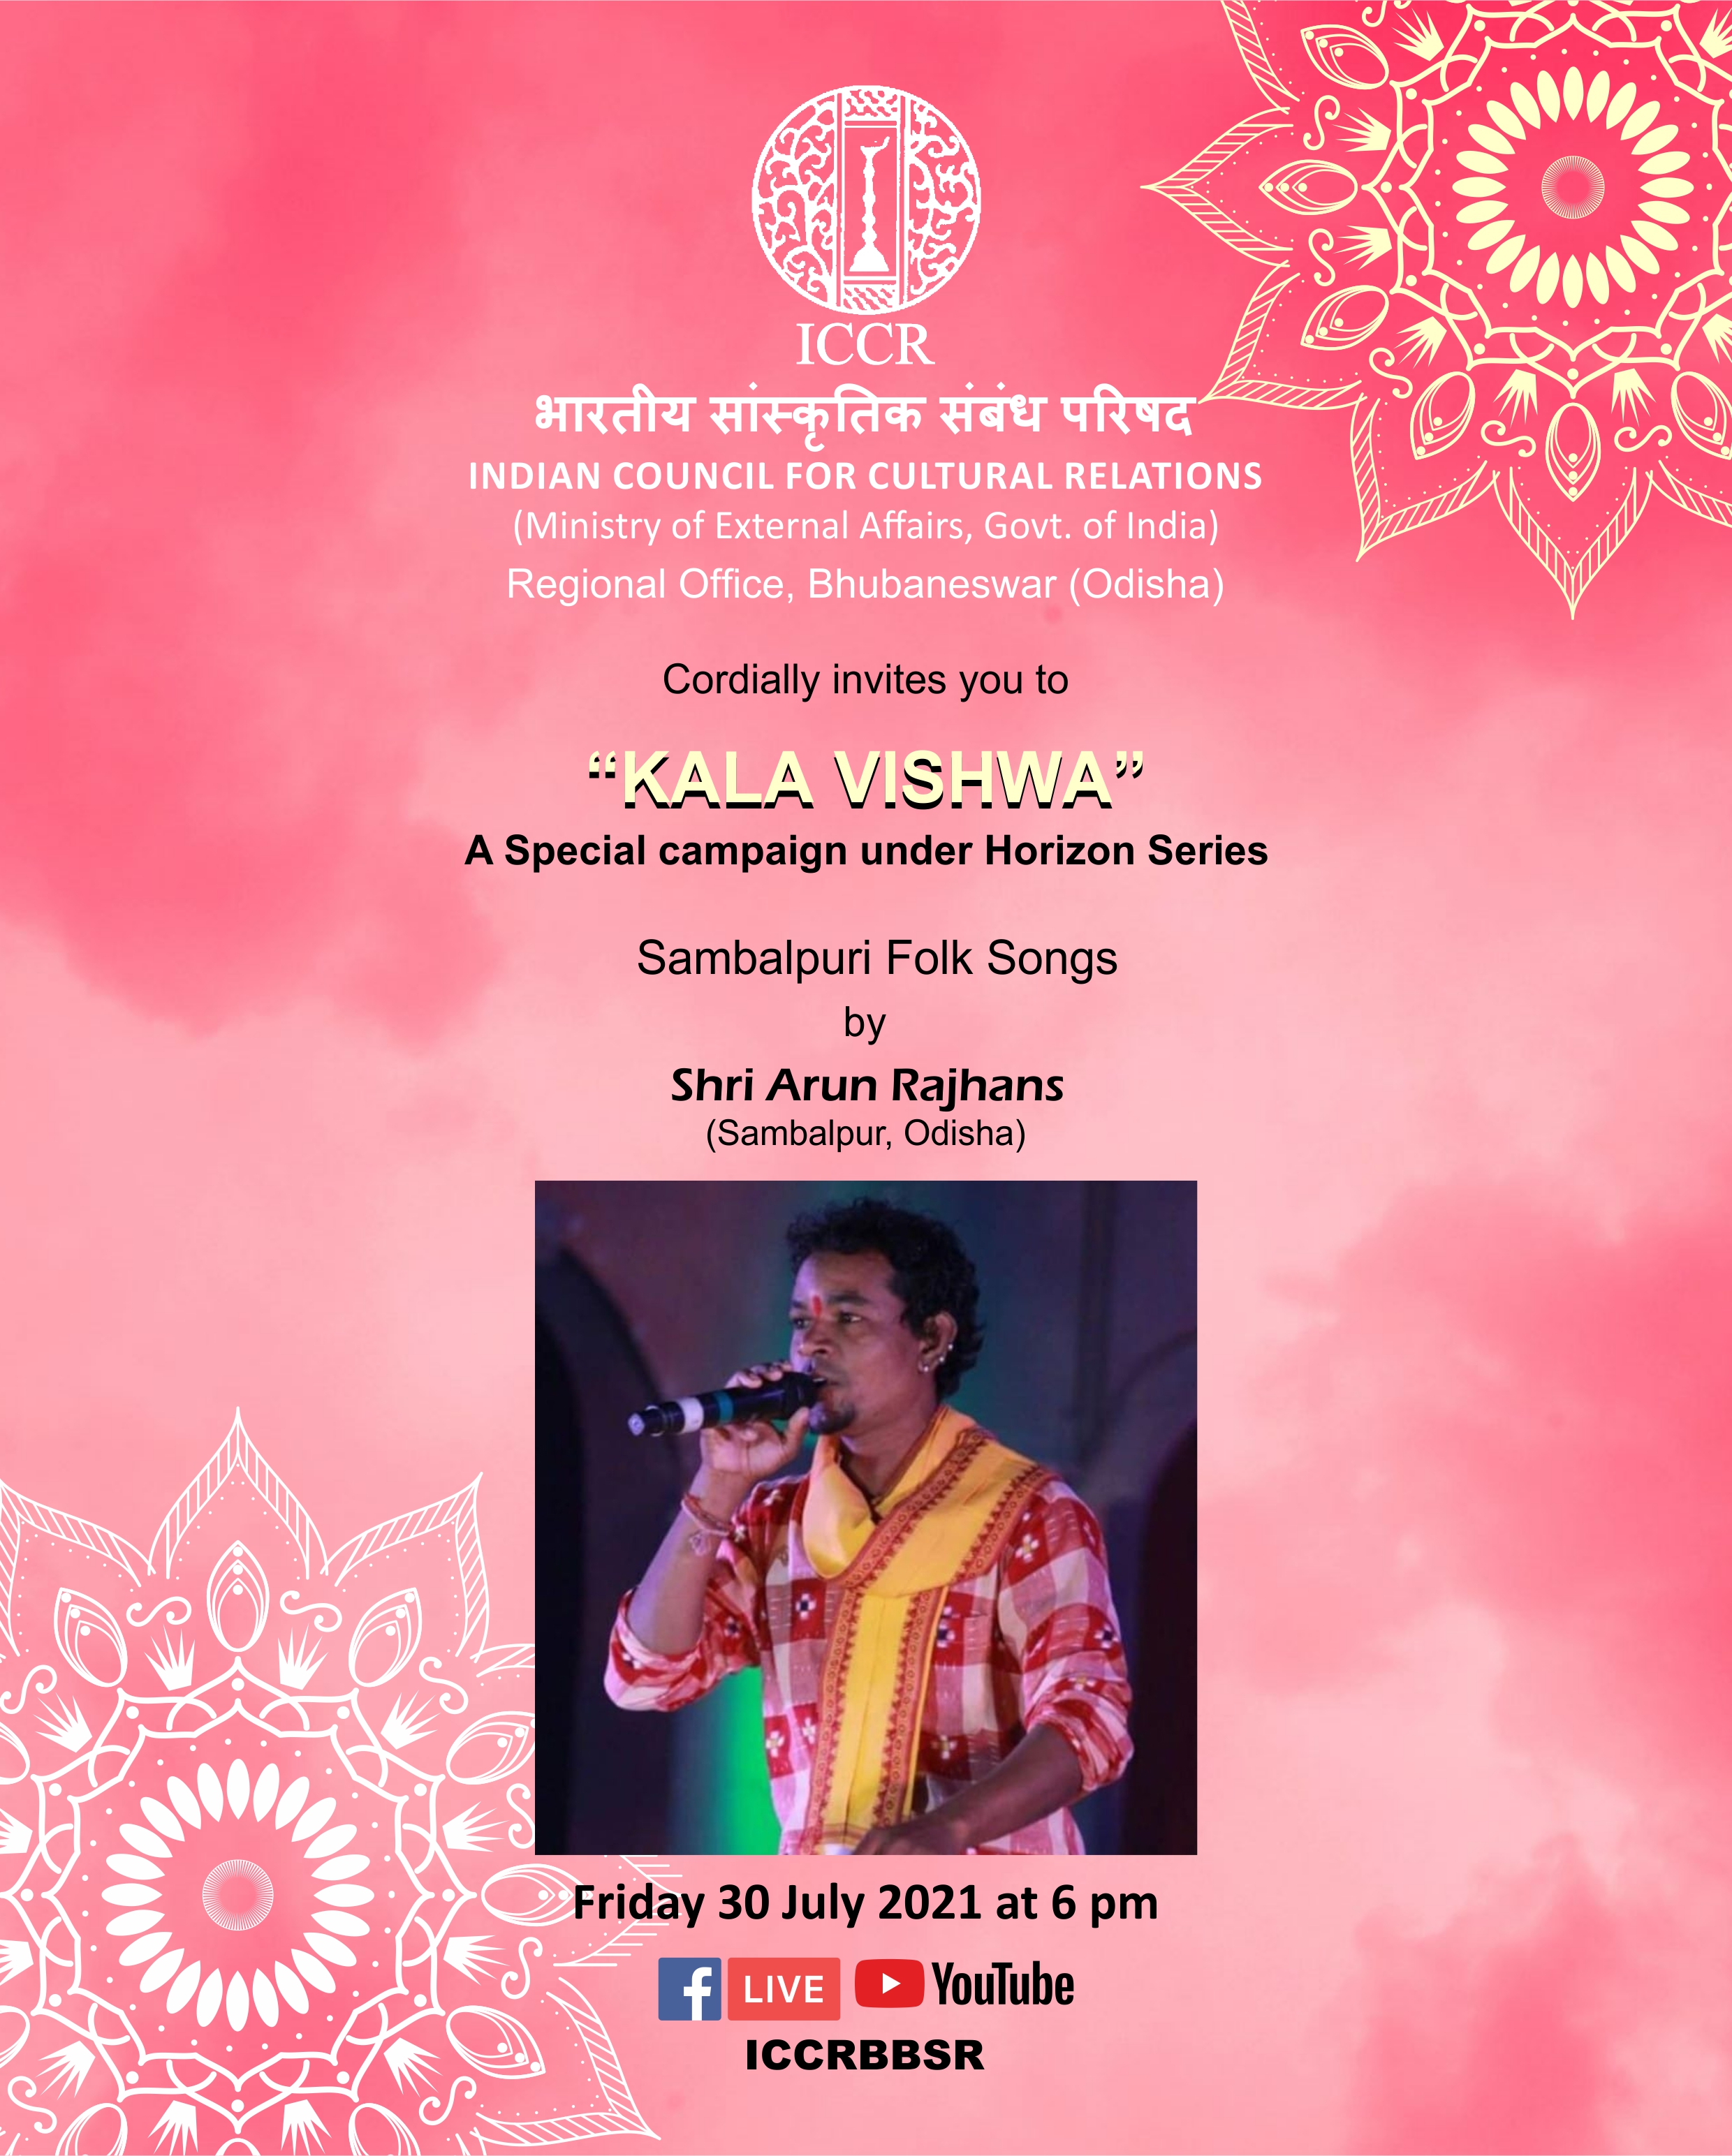 ICCR
भारतीय सांस्कृतिक संबंध परिषद
INDIAN COUNCIL FOR CULTURAL RELATIONS
(Ministry of External Affairs, Govt. of India)
Regional Office, Bhubaneswar (Odisha)
Cordially invites you to
“KALA VISHWA”
A Special campaign under Horizon Series
Sambalpuri Folk Songs
by
Shri Arun Rajhans
(Sambalpur, Odisha)
Friday 30 July 2021 at 6 pm
f LIVE YouTube
ICCRBBSR